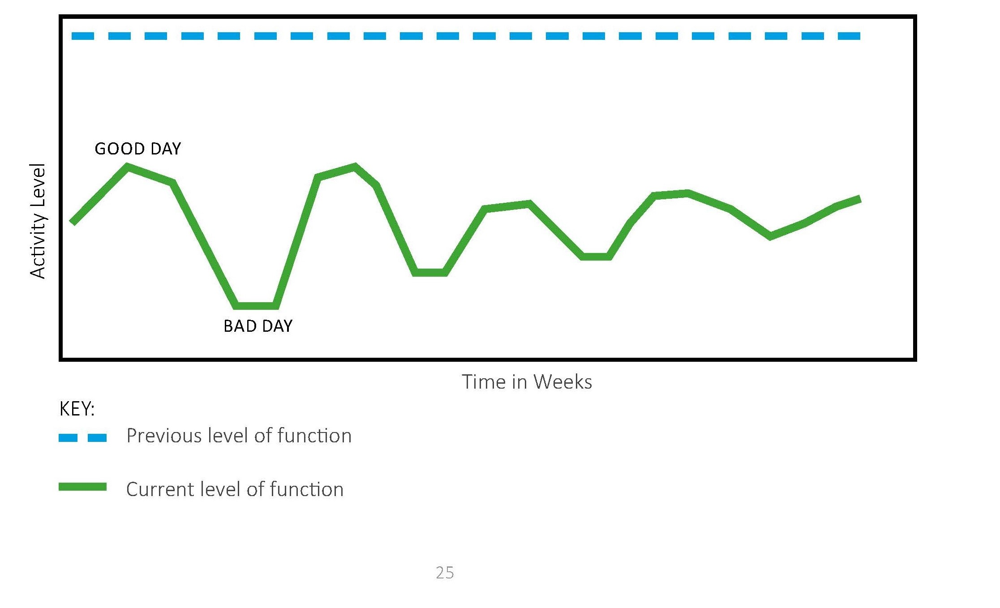 GOOD DAY
Activity Level
BAD DAY
Time in Weeks
KEY:
Previous level of function
Current level of function
25